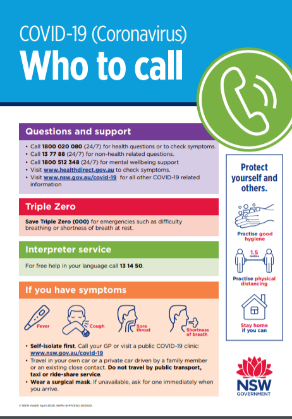 COVID-19 (Coronavirus)
Who to call
Questions and support
• Call 1800 020 080 (24/7) for health questions or to check symptoms.
• Call 13 77 88 (24/7) for non-health related questions.
• Call 1800 512 348 (24/7) for mental wellbeing support
• Visit www.healthdirect.gov.au to check symptoms.
• Visit www.nsw.gov.au/covid-19 for all other COVID-19 related
information
Triple Zero
Save Triple Zero (000) for emergencies such as difficulty
breathing or shortness of breath at rest.
Interpreter service
For free help in your language call 13 14 50.
If you have symptoms
Fever
Cough
Sore
throat
Shortness
of breath
• Self-isolate first. Call your GP or visit a public COVID-19 clinic:
www.nsw.gov.au/covid-19
• Travel in your own car or a private car driven by a family member
or an existing close contact. Do not travel by public transport,
taxi or ride-share service.
• Wear a surgical mask. If unavailable, ask for one immediately
when you arrive.
Protect
yourself and
others.
Practise good
hygiene
1.5
metres
Practise physical
distancing
Stay home
if you can
NSW
GOVERNMENT